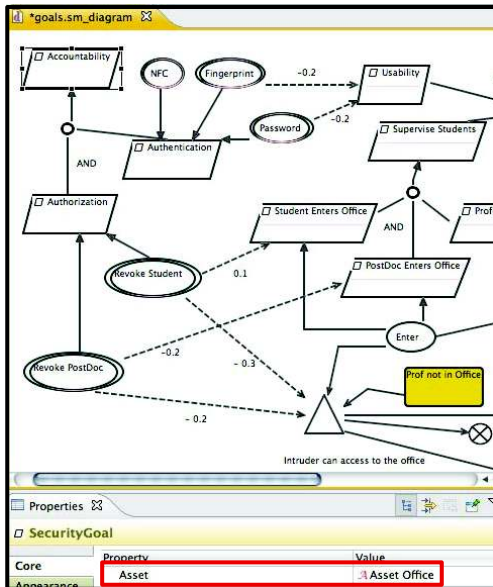 *goals.sm_diagram
Accountability
NFC
Fingerprint
-0.2
Usability
Password
-0.2
Supervise Students
Authentication
AND
Authorization
Student Enters Office
AND
Prof
PostDoc Enters Office
Revoke Student
0.1
Enter
-0.2
- 0.3
Revoke PostDoc
Prof not in Office
- 0.2
Intruder can access to the office
Properties
SecurityGoal
Core
Property
Value
Asset
Asset Office
Appearance